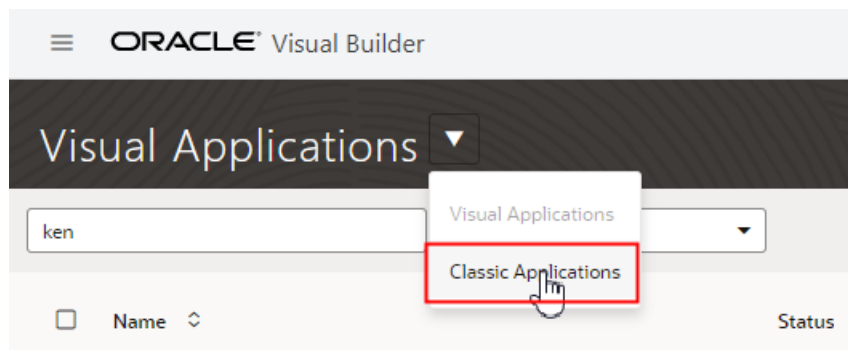 ORACLE® Visual Builder
Visual Applications
Visual Applications
ken
Classic Applications
Name
Status